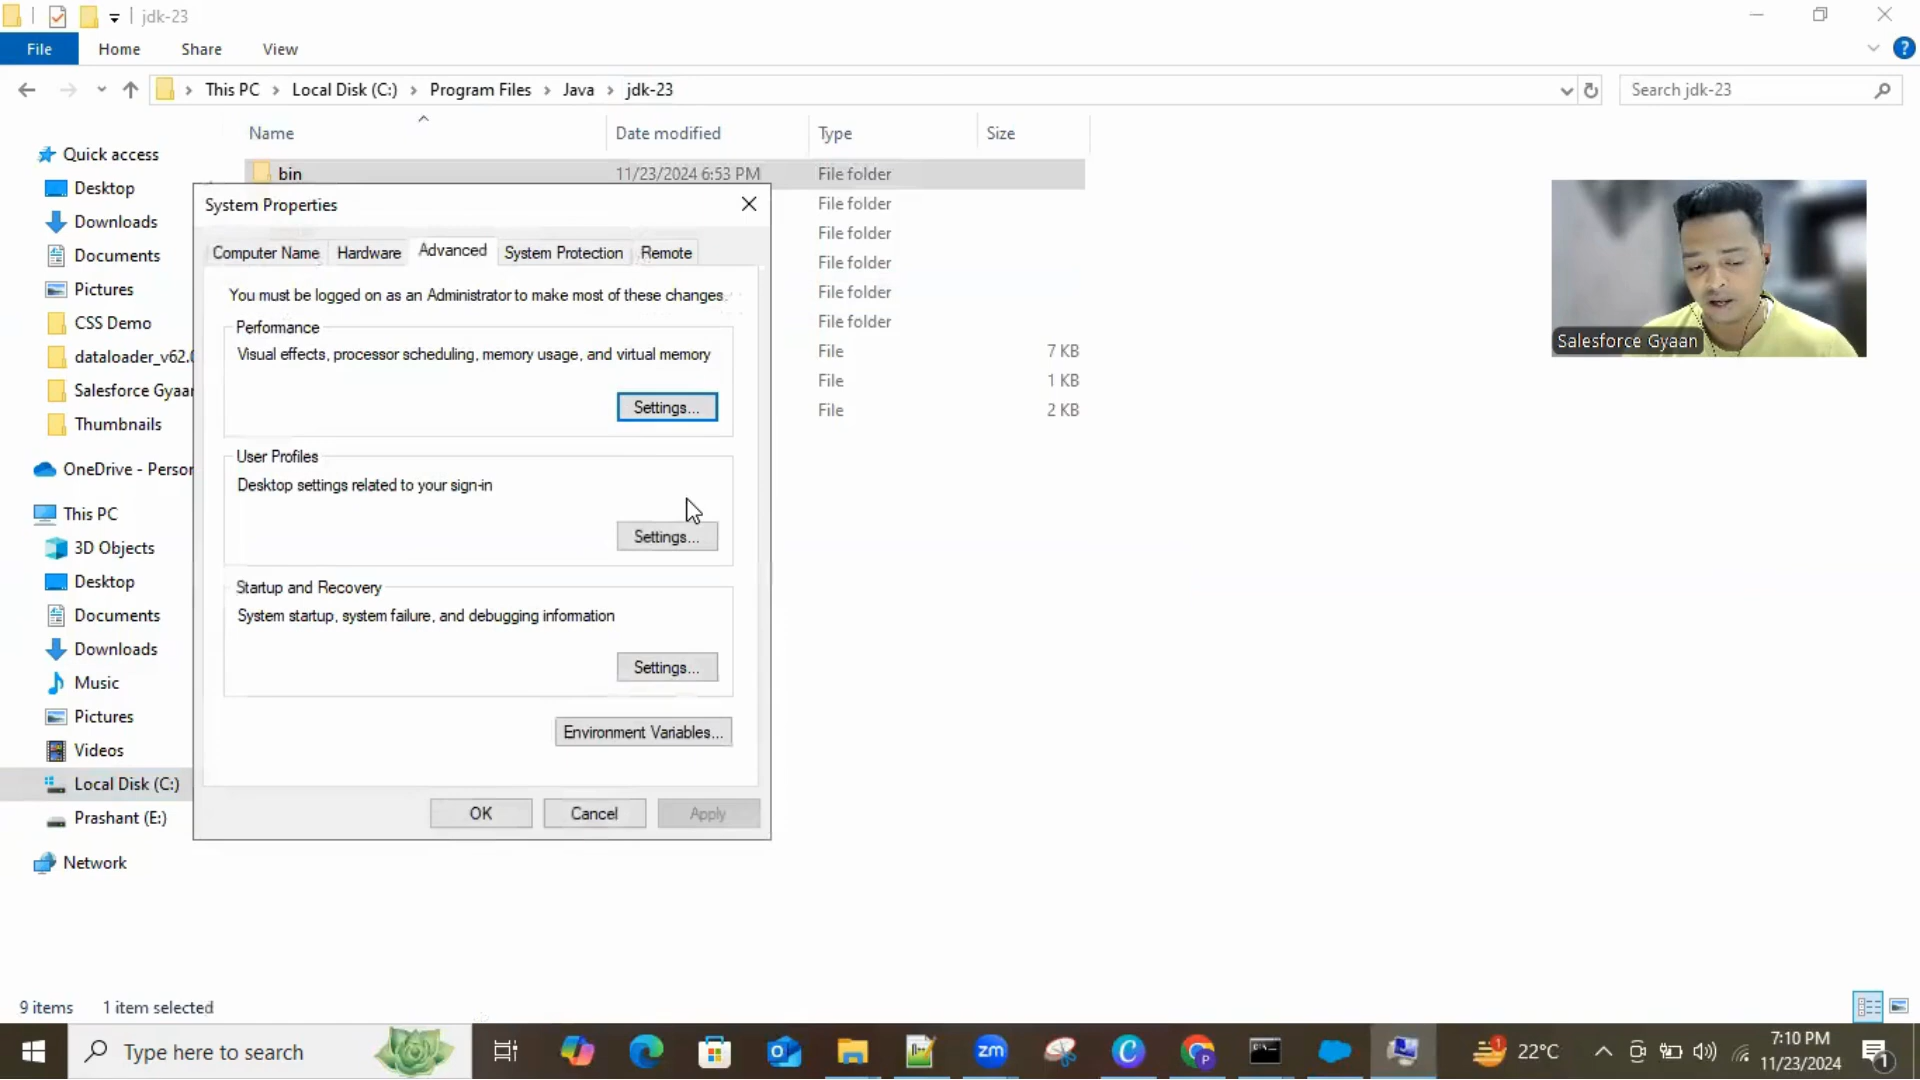 jdk-23
File
Home
Share
View
This PC
Local Disk (C:)
Program Files
Java
jdk-23
Search jdk-23
Name
Date modified
Type
Size
Quick access
Desktop
Downloads
Documents
Pictures
CSS Demo
dataloader_v62.0
Salesforce Gyaan
Thumbnails
OneDrive - Person
This PC
3D Objects
Desktop
Documents
Downloads
Music
Pictures
Videos
Local Disk (C:)
Prashant (E:)
Network
bin
11/23/2024 6:53 PM
File folder
File folder
File folder
File folder
File folder
File folder
File
7 KB
File
1 KB
File
2 KB
System Properties
Computer Name
Hardware
Advanced
System Protection
Remote
You must be logged on as an Administrator to make most of these changes.
Performance
Visual effects, processor scheduling, memory usage, and virtual memory
Settings...
User Profiles
Desktop settings related to your sign-in
Settings...
Startup and Recovery
System startup, system failure, and debugging information
Settings...
Environment Variables...
OK
Cancel
Apply
Salesforce Gyaan
9 items
1 item selected
Type here to search
zm
22°C
7:10 PM
11/23/2024
1